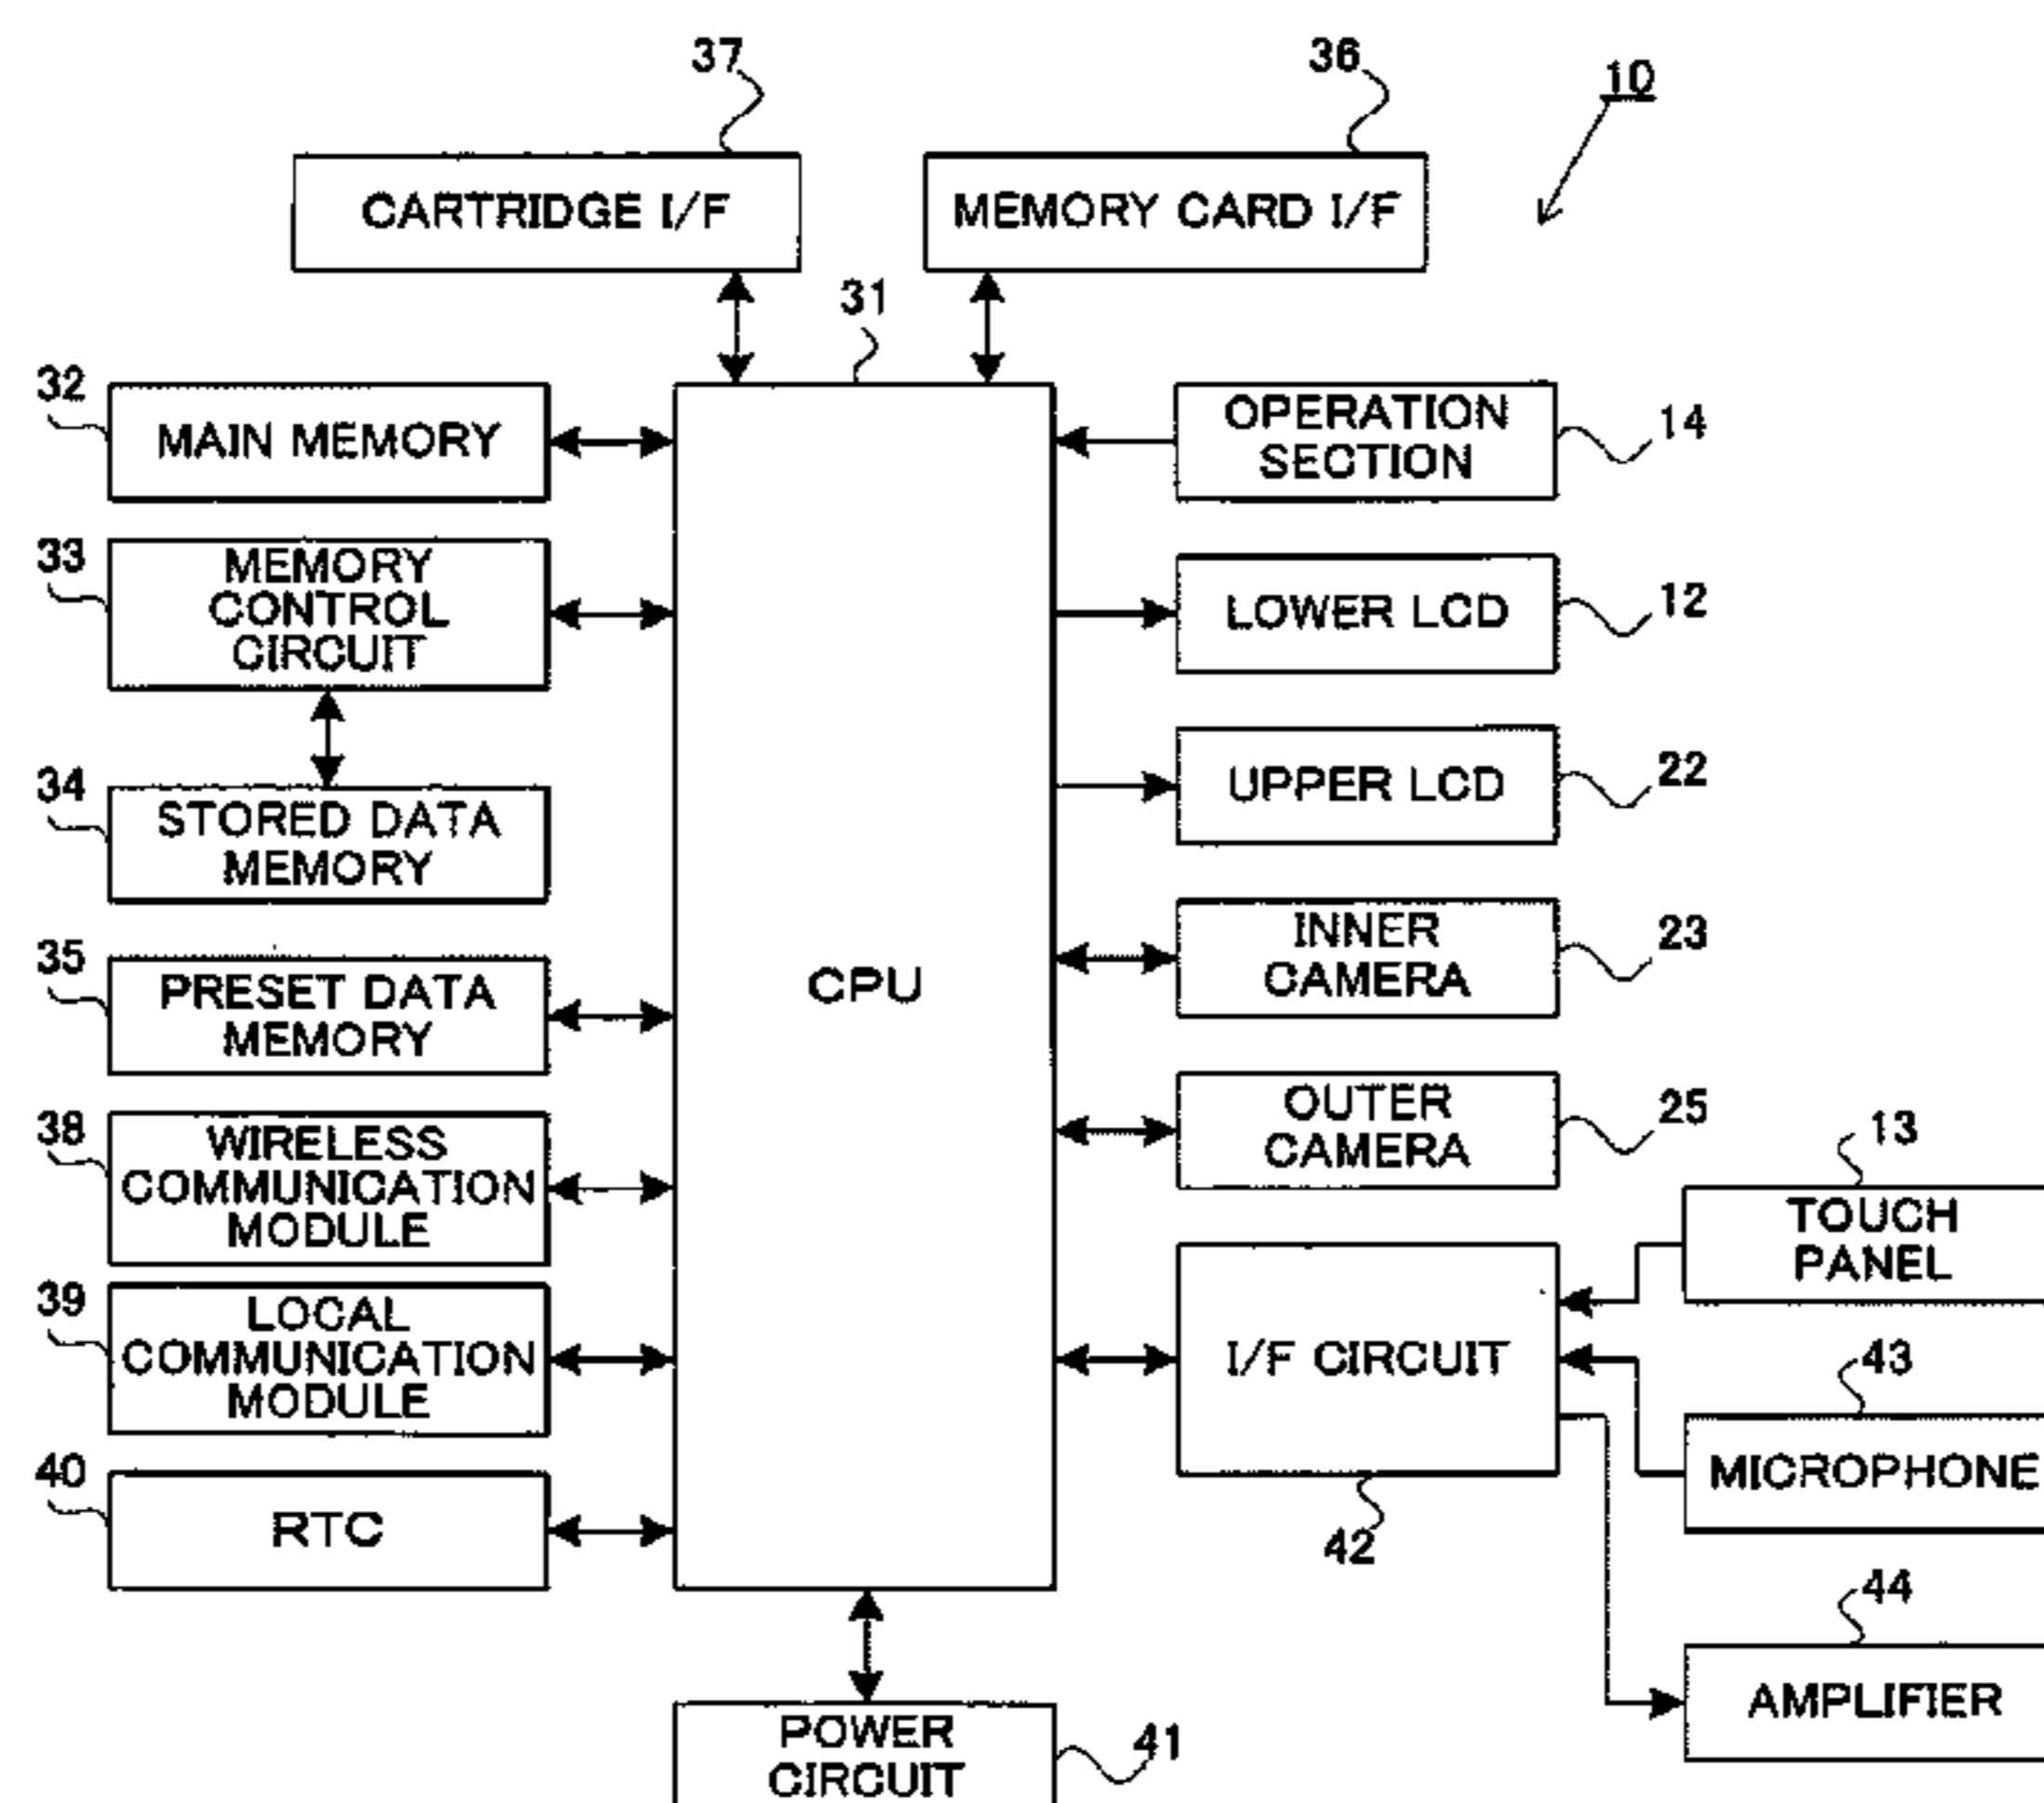 37
36
10
CARTRIDGE I/F
MEMORY CARD I/F
31
32
MAIN MEMORY
OPERATION
SECTION
14
33
MEMORY
CONTROL
CIRCUIT
LOWER LCD
12
34
STORED DATA
MEMORY
UPPER LCD
22
35
PRESET DATA
MEMORY
CPU
INNER
CAMERA
23
38
WIRELESS
COMMUNICATION
MODULE
OUTER
CAMERA
25
13
TOUCH
PANEL
39
LOCAL
COMMUNICATION
MODULE
I/F CIRCUIT
42
43
MICROPHONE
40
RTC
44
AMPLIFIER
POWER
CIRCUIT
41